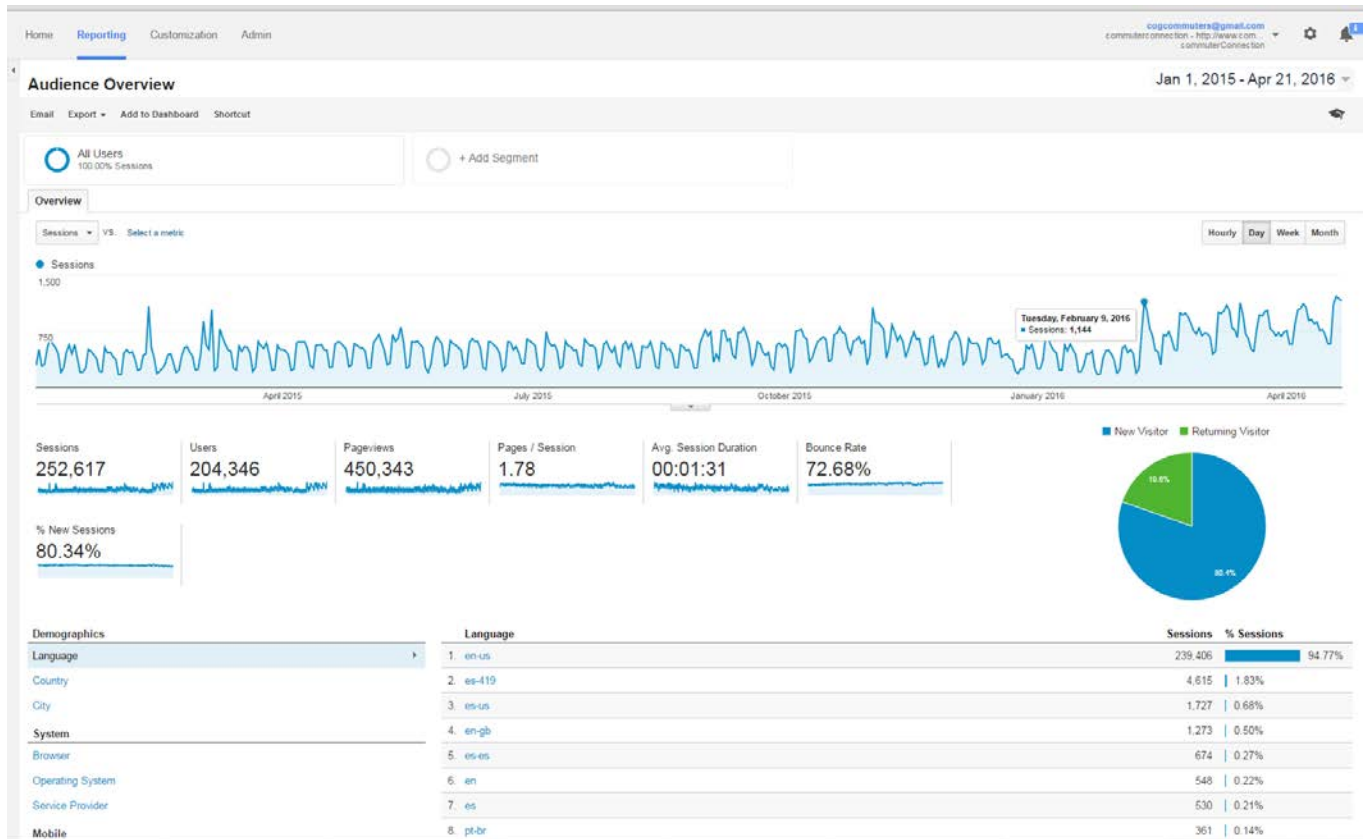 Home Reporting Customization Admin
cogcommuters@gmail.com
commuterconnection - http://www.com...
commuterConnection
Audience Overview
Jan 1, 2015 - Apr 21, 2016
Email Export Add to Dashboard Shortcut
All Users
100.00% Sessions
+ Add Segment
Overview
Sessions VS. Select a metric
Hourly Day Week Month
Sessions
1,500
750
Tuesday, February 9, 2016
Sessions: 1,144
April 2015 July 2015 October 2015 January 2016 April 2016
New Visitor Returning Visitor
Sessions Users Pageviews Pages / Session Avg. Session Duration Bounce Rate
252,617 204,346 450,343 1.78 00:01:31 72.68%
% New Sessions
80.34%
19.6%
80.4%
Demographics
Language
Country
City
System
Browser
Operating System
Service Provider
Mobile
Language Sessions % Sessions
1. en-us 239,406 94.77%
2. es-419 4,615 1.83%
3. es-us 1,727 0.68%
4. en-gb 1,273 0.50%
5. es-es 674 0.27%
6. en 548 0.22%
7. es 530 0.21%
8. pt-br 361 0.14%